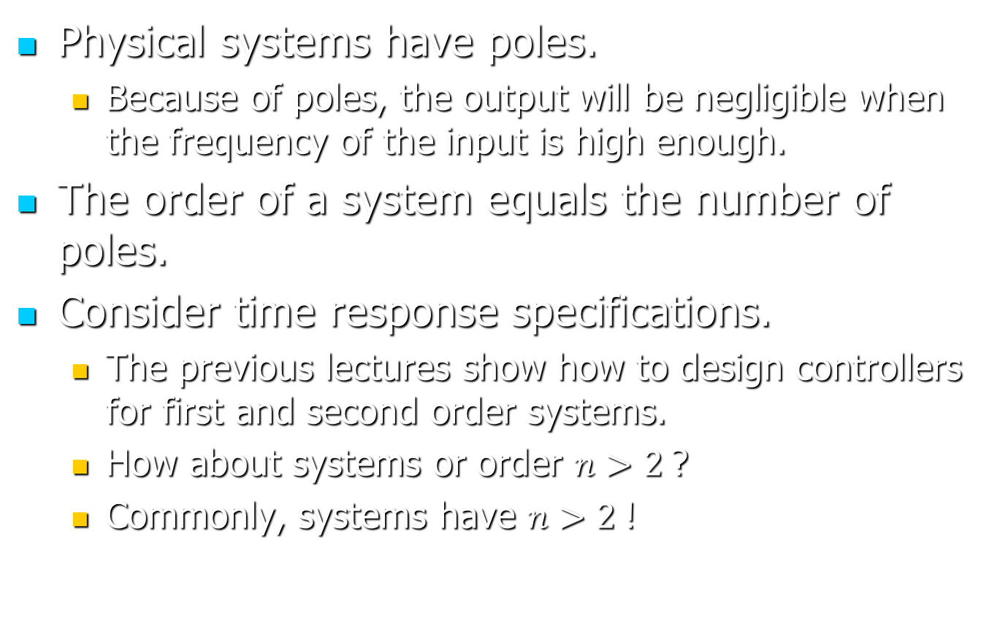 Physical systems have poles.
Because of poles, the output will be negligible when
the frequency of the input is high enough.
The order of a system equals the number of
poles.
Consider time response specifications.
The previous lectures show how to design controllers
for first and second order systems.
How about systems or order n > 2 ?
Commonly, systems have n > 2 !